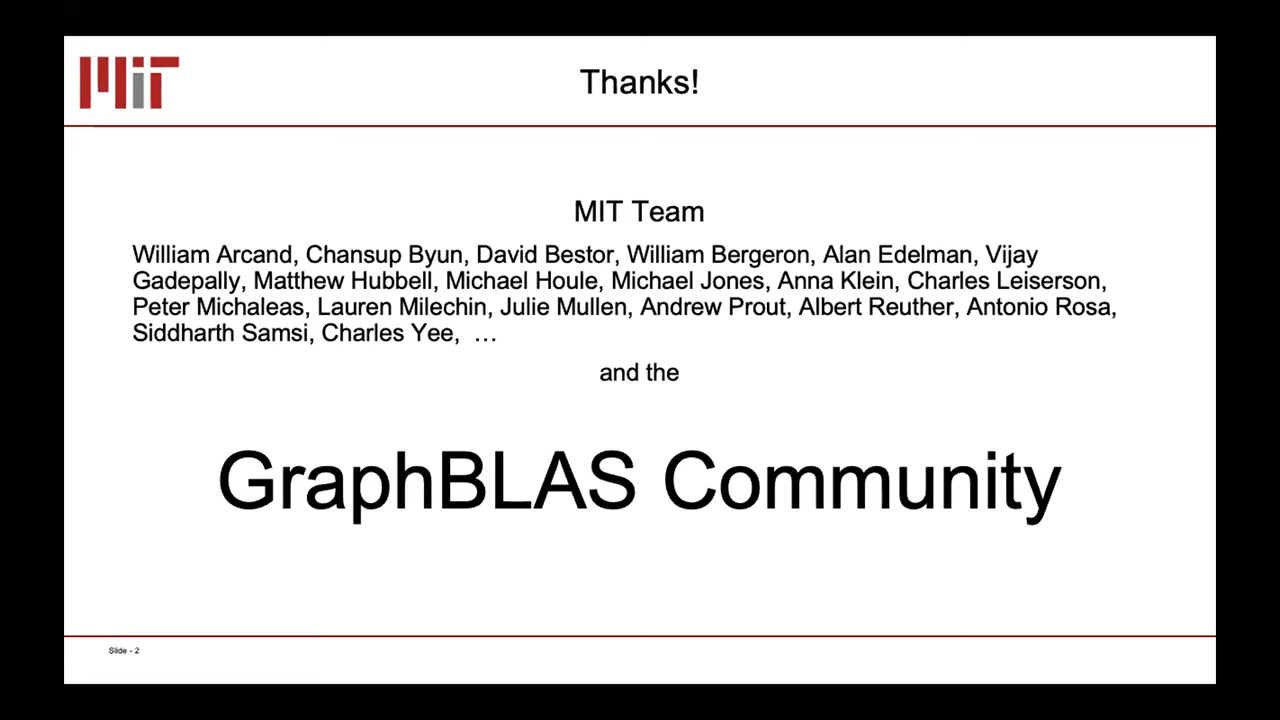 MIT
Thanks!
MIT Team
William Arcand, Chansup Byun, David Bestor, William Bergeron, Alan Edelman, Vijay
Gadepally, Matthew Hubbell, Michael Houle, Michael Jones, Anna Klein, Charles Leiserson,
Peter Michaleas, Lauren Milechin, Julie Mullen, Andrew Prout, Albert Reuther, Antonio Rosa,
Siddharth Samsi, Charles Yee, …
and the
GraphBLAS Community
Slide - 2